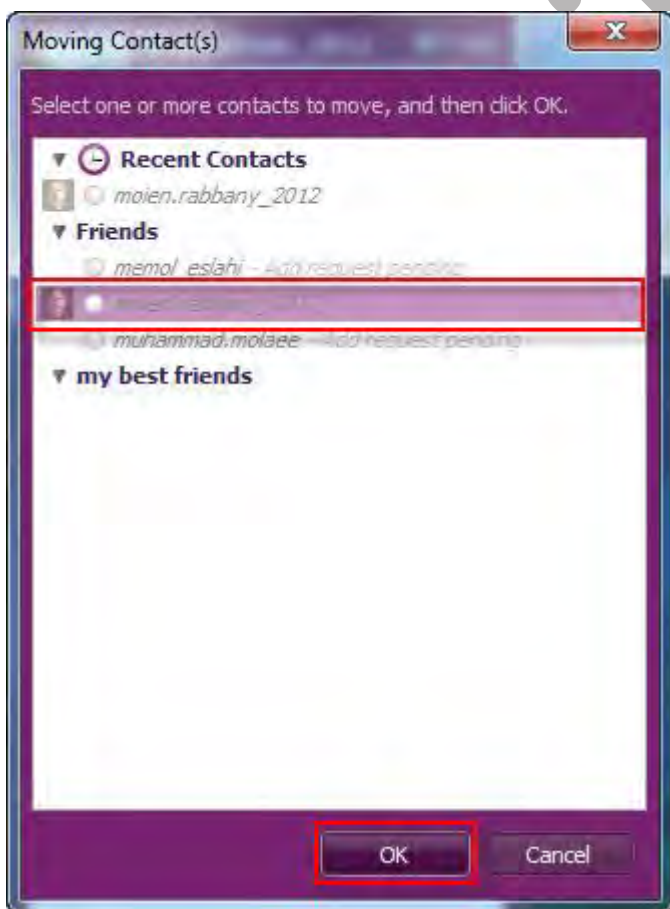 Moving Contact(s)
Select one or more contacts to move, and then click OK.
Recent Contacts
moien.rabbany_2012
Friends
memol_eslahi - Add request pending
muhammad.molaee - Add request pending
my best friends
OK
Cancel